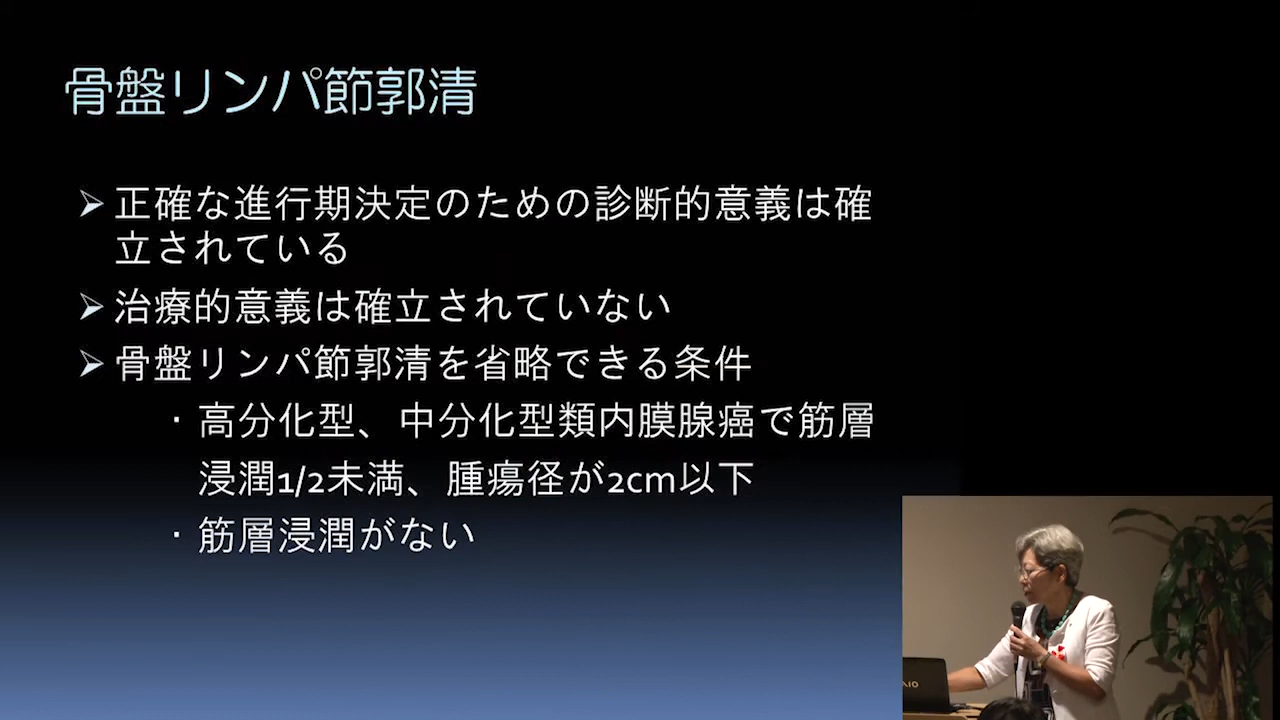 骨盤リンパ節郭清
➢ 正確な進行期決定のための診断的意義は確
立されている
➢ 治療的意義は確立されていない
➢ 骨盤リンパ節郭清を省略できる条件
・高分化型、中分化型類内膜腺癌で筋層
浸潤1/2未満、腫瘍径が2cm以下
・筋層浸潤がない